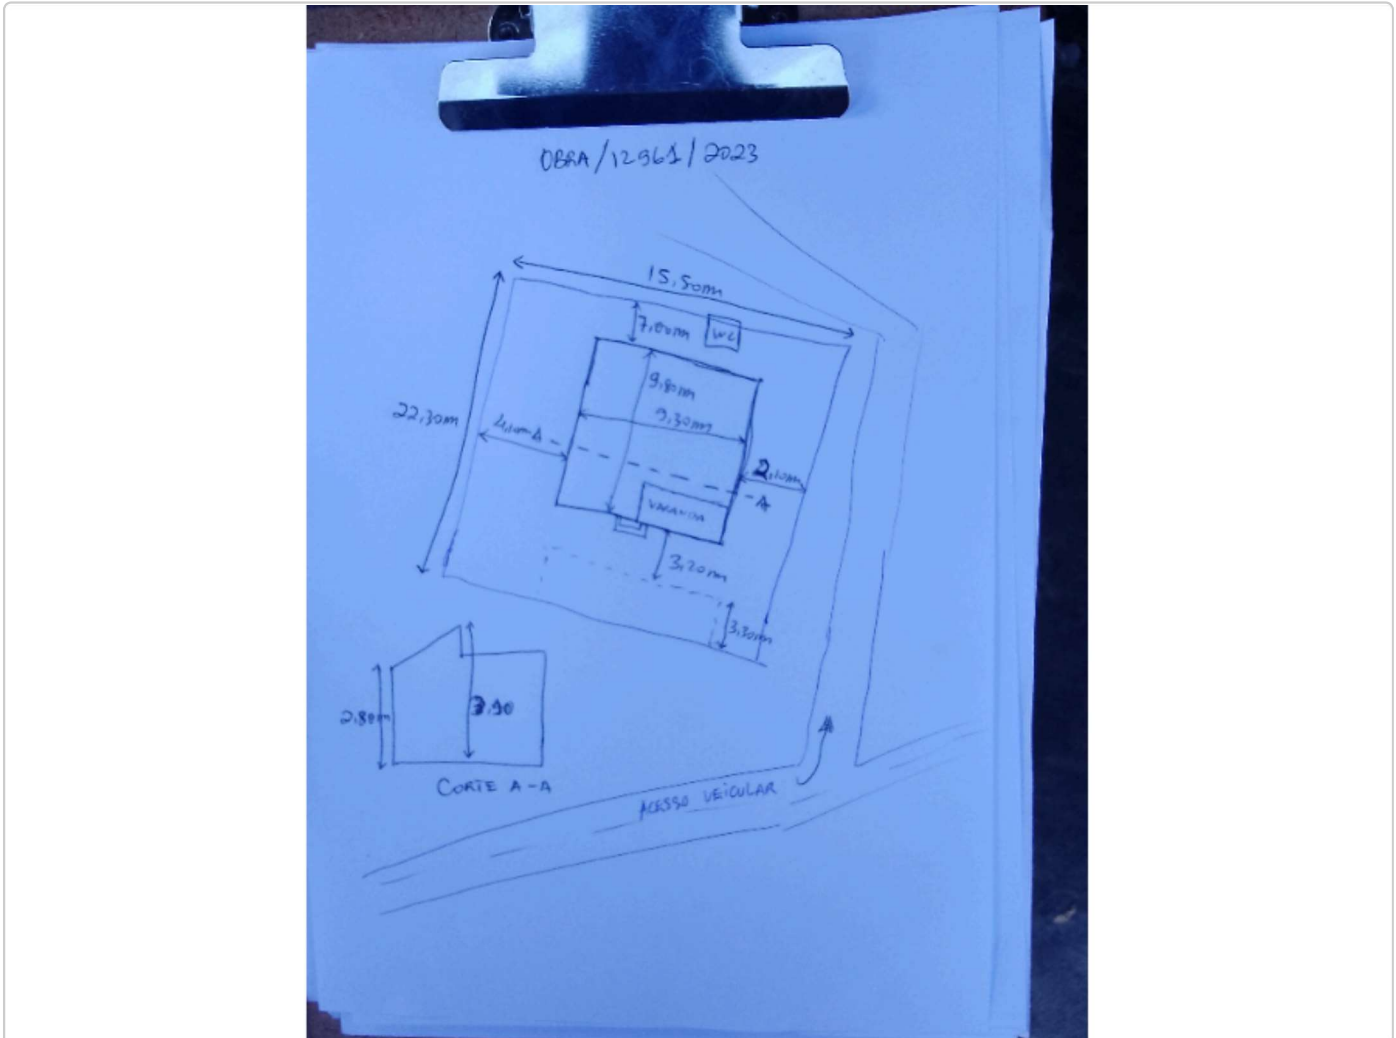 OBRA/12961/2023
15,50m
7,00m
WC
9,80m
22,30m
9,30m
4,10m
A
2,10m
A
VARANDA
3,20m
3,30m
2,80m
3.90
CORTE A-A
ACESSO VEICULAR